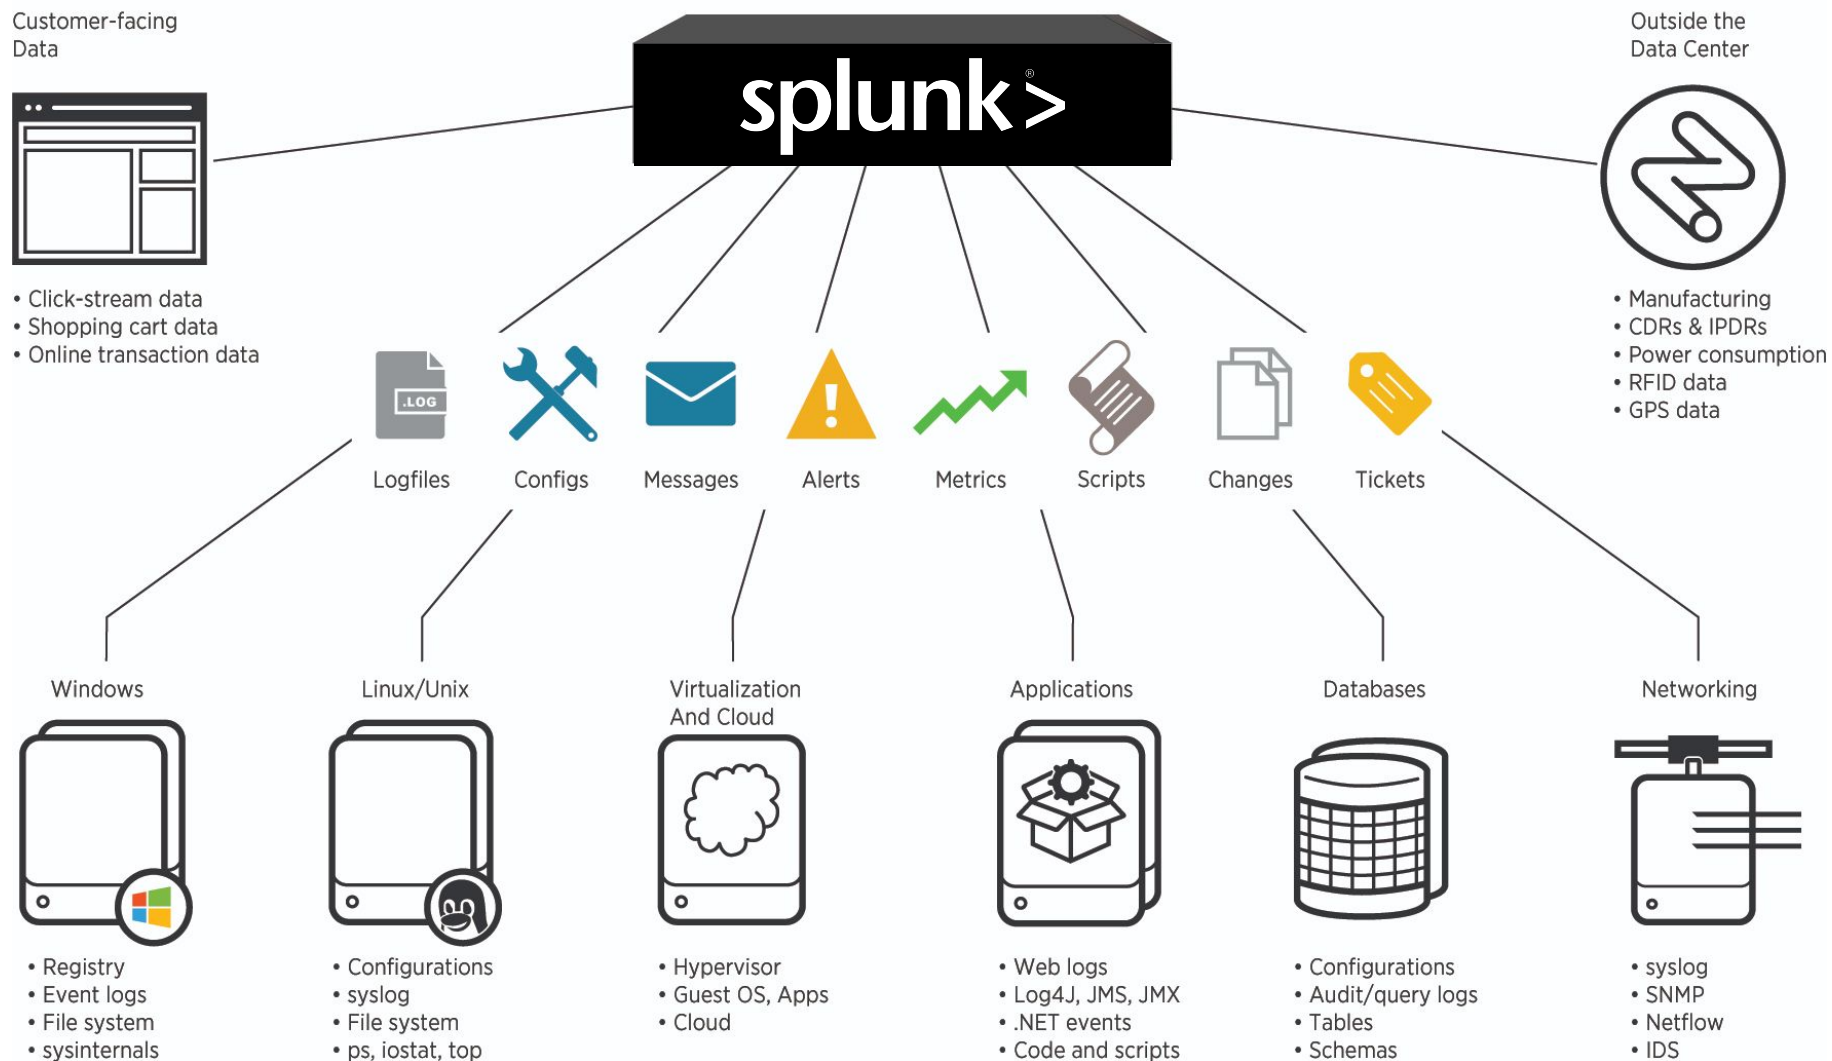 Customer-facing
Data
splunk>®
Outside the
Data Center
• Click-stream data
• Shopping cart data
• Online transaction data
• Manufacturing
• CDRs & IPDRs
• Power consumption
• RFID data
• GPS data
.LOG
Logfiles
Configs
Messages
Alerts
Metrics
Scripts
Changes
Tickets
Windows
Linux/Unix
Virtualization
And Cloud
Applications
Databases
Networking
• Registry
• Event logs
• File system
• sysinternals
• Configurations
• syslog
• File system
• ps, iostat, top
• Hypervisor
• Guest OS, Apps
• Cloud
• Web logs
• Log4J, JMS, JMX
• .NET events
• Code and scripts
• Configurations
• Audit/query logs
• Tables
• Schemas
• syslog
• SNMP
• Netflow
• IDS